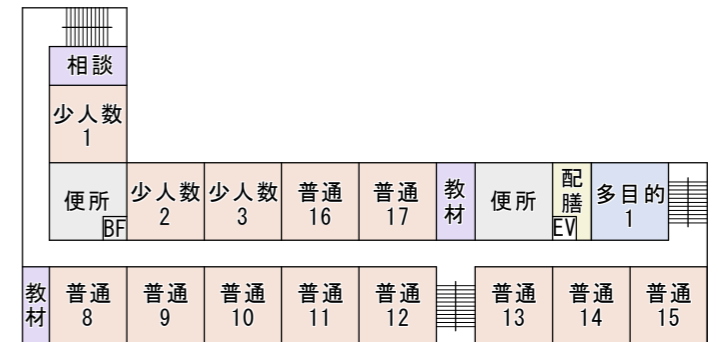 相談
少人数
1
便所
BF
少人数
2
少人数
3
普通
16
普通
17
教
材
便所
配
膳
EV
多目的
1
教
材
普通
8
普通
9
普通
10
普通
11
普通
12
普通
13
普通
14
普通
15